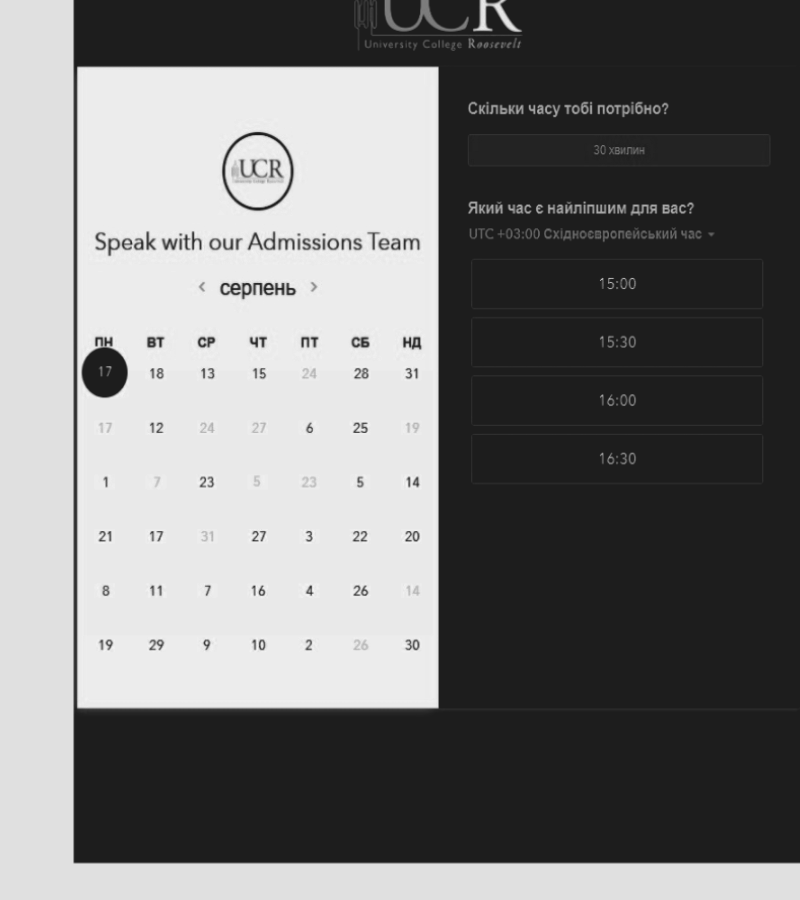 UCR
University College Roosevelt
UCR
Speak with our Admissions Team
‹ серпень ›
ПН ВТ СР ЧТ ПТ СБ НД
17 18 13 15 24 28 31
17 12 24 27 6 25 19
1 7 23 5 23 5 14
21 17 31 27 3 22 20
8 11 7 16 4 26 14
19 29 9 10 2 26 30
Скільки часу тобі потрібно?
30 хвилин
Який час є найліпшим для вас?
UTC +03:00 Східноєвропейський час
15:00
15:30
16:00
16:30